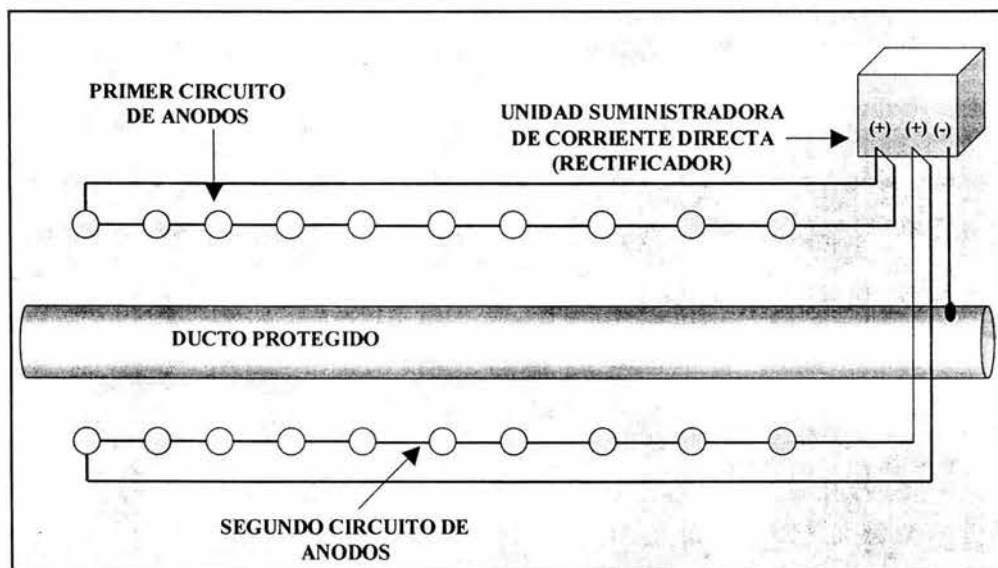 PRIMER CIRCUITO
DE ANODOS
UNIDAD SUMINISTRADORA
DE CORRIENTE DIRECTA
(RECTIFICADOR)
(+) (+) (-)
DUCTO PROTEGIDO
SEGUNDO CIRCUITO DE
ANODOS